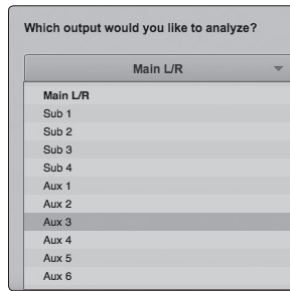 Which output would you like to analyze?
Main L/R
Main L/R
Sub 1
Sub 2
Sub 3
Sub 4
Aux 1
Aux 2
Aux 3
Aux 4
Aux 5
Aux 6